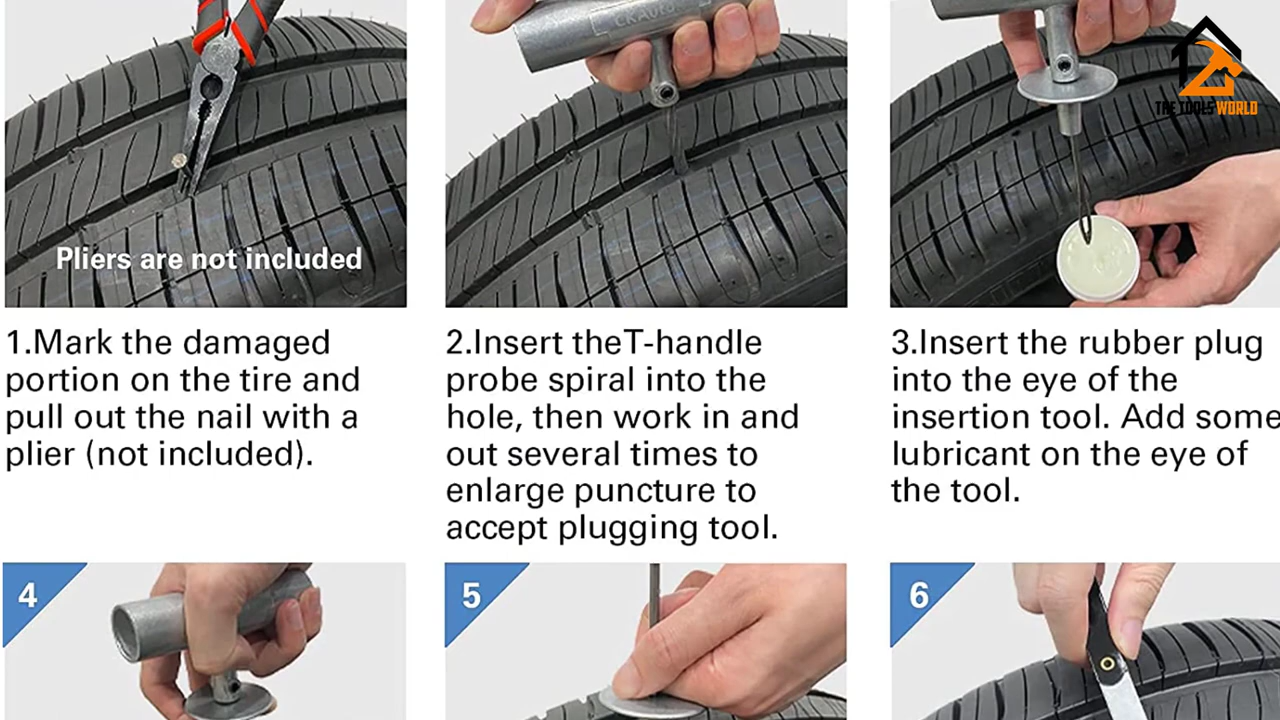 CKAuto
THE TOOLS WORLD
Pliers are not included
1.Mark the damaged
portion on the tire and
pull out the nail with a
plier (not included).
2.Insert theT-handle
probe spiral into the
hole, then work in and
out several times to
enlarge puncture to
accept plugging tool.
3.Insert the rubber plug
into the eye of the
insertion tool. Add some
lubricant on the eye of
the tool.
4
5
6